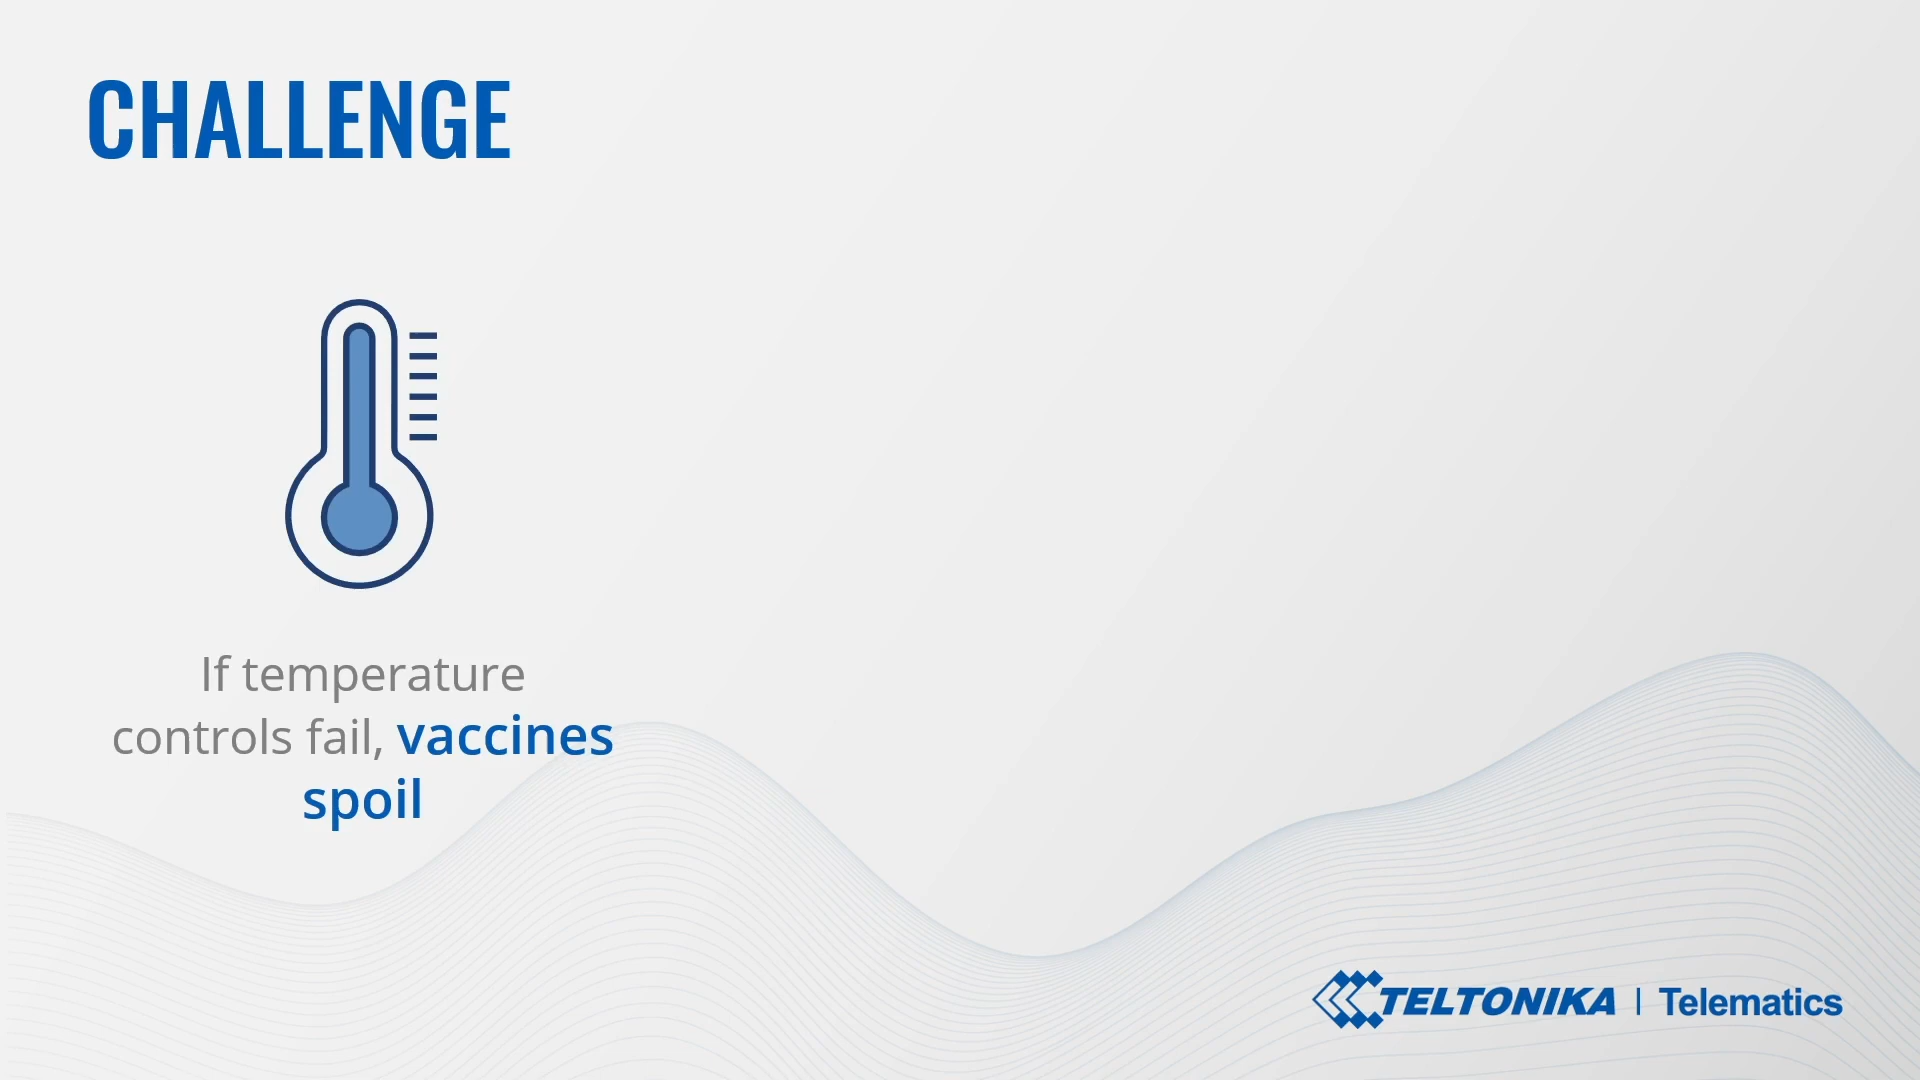 CHALLENGE
If temperature
controls fail, vaccines
spoil
TELTONIKA | Telematics